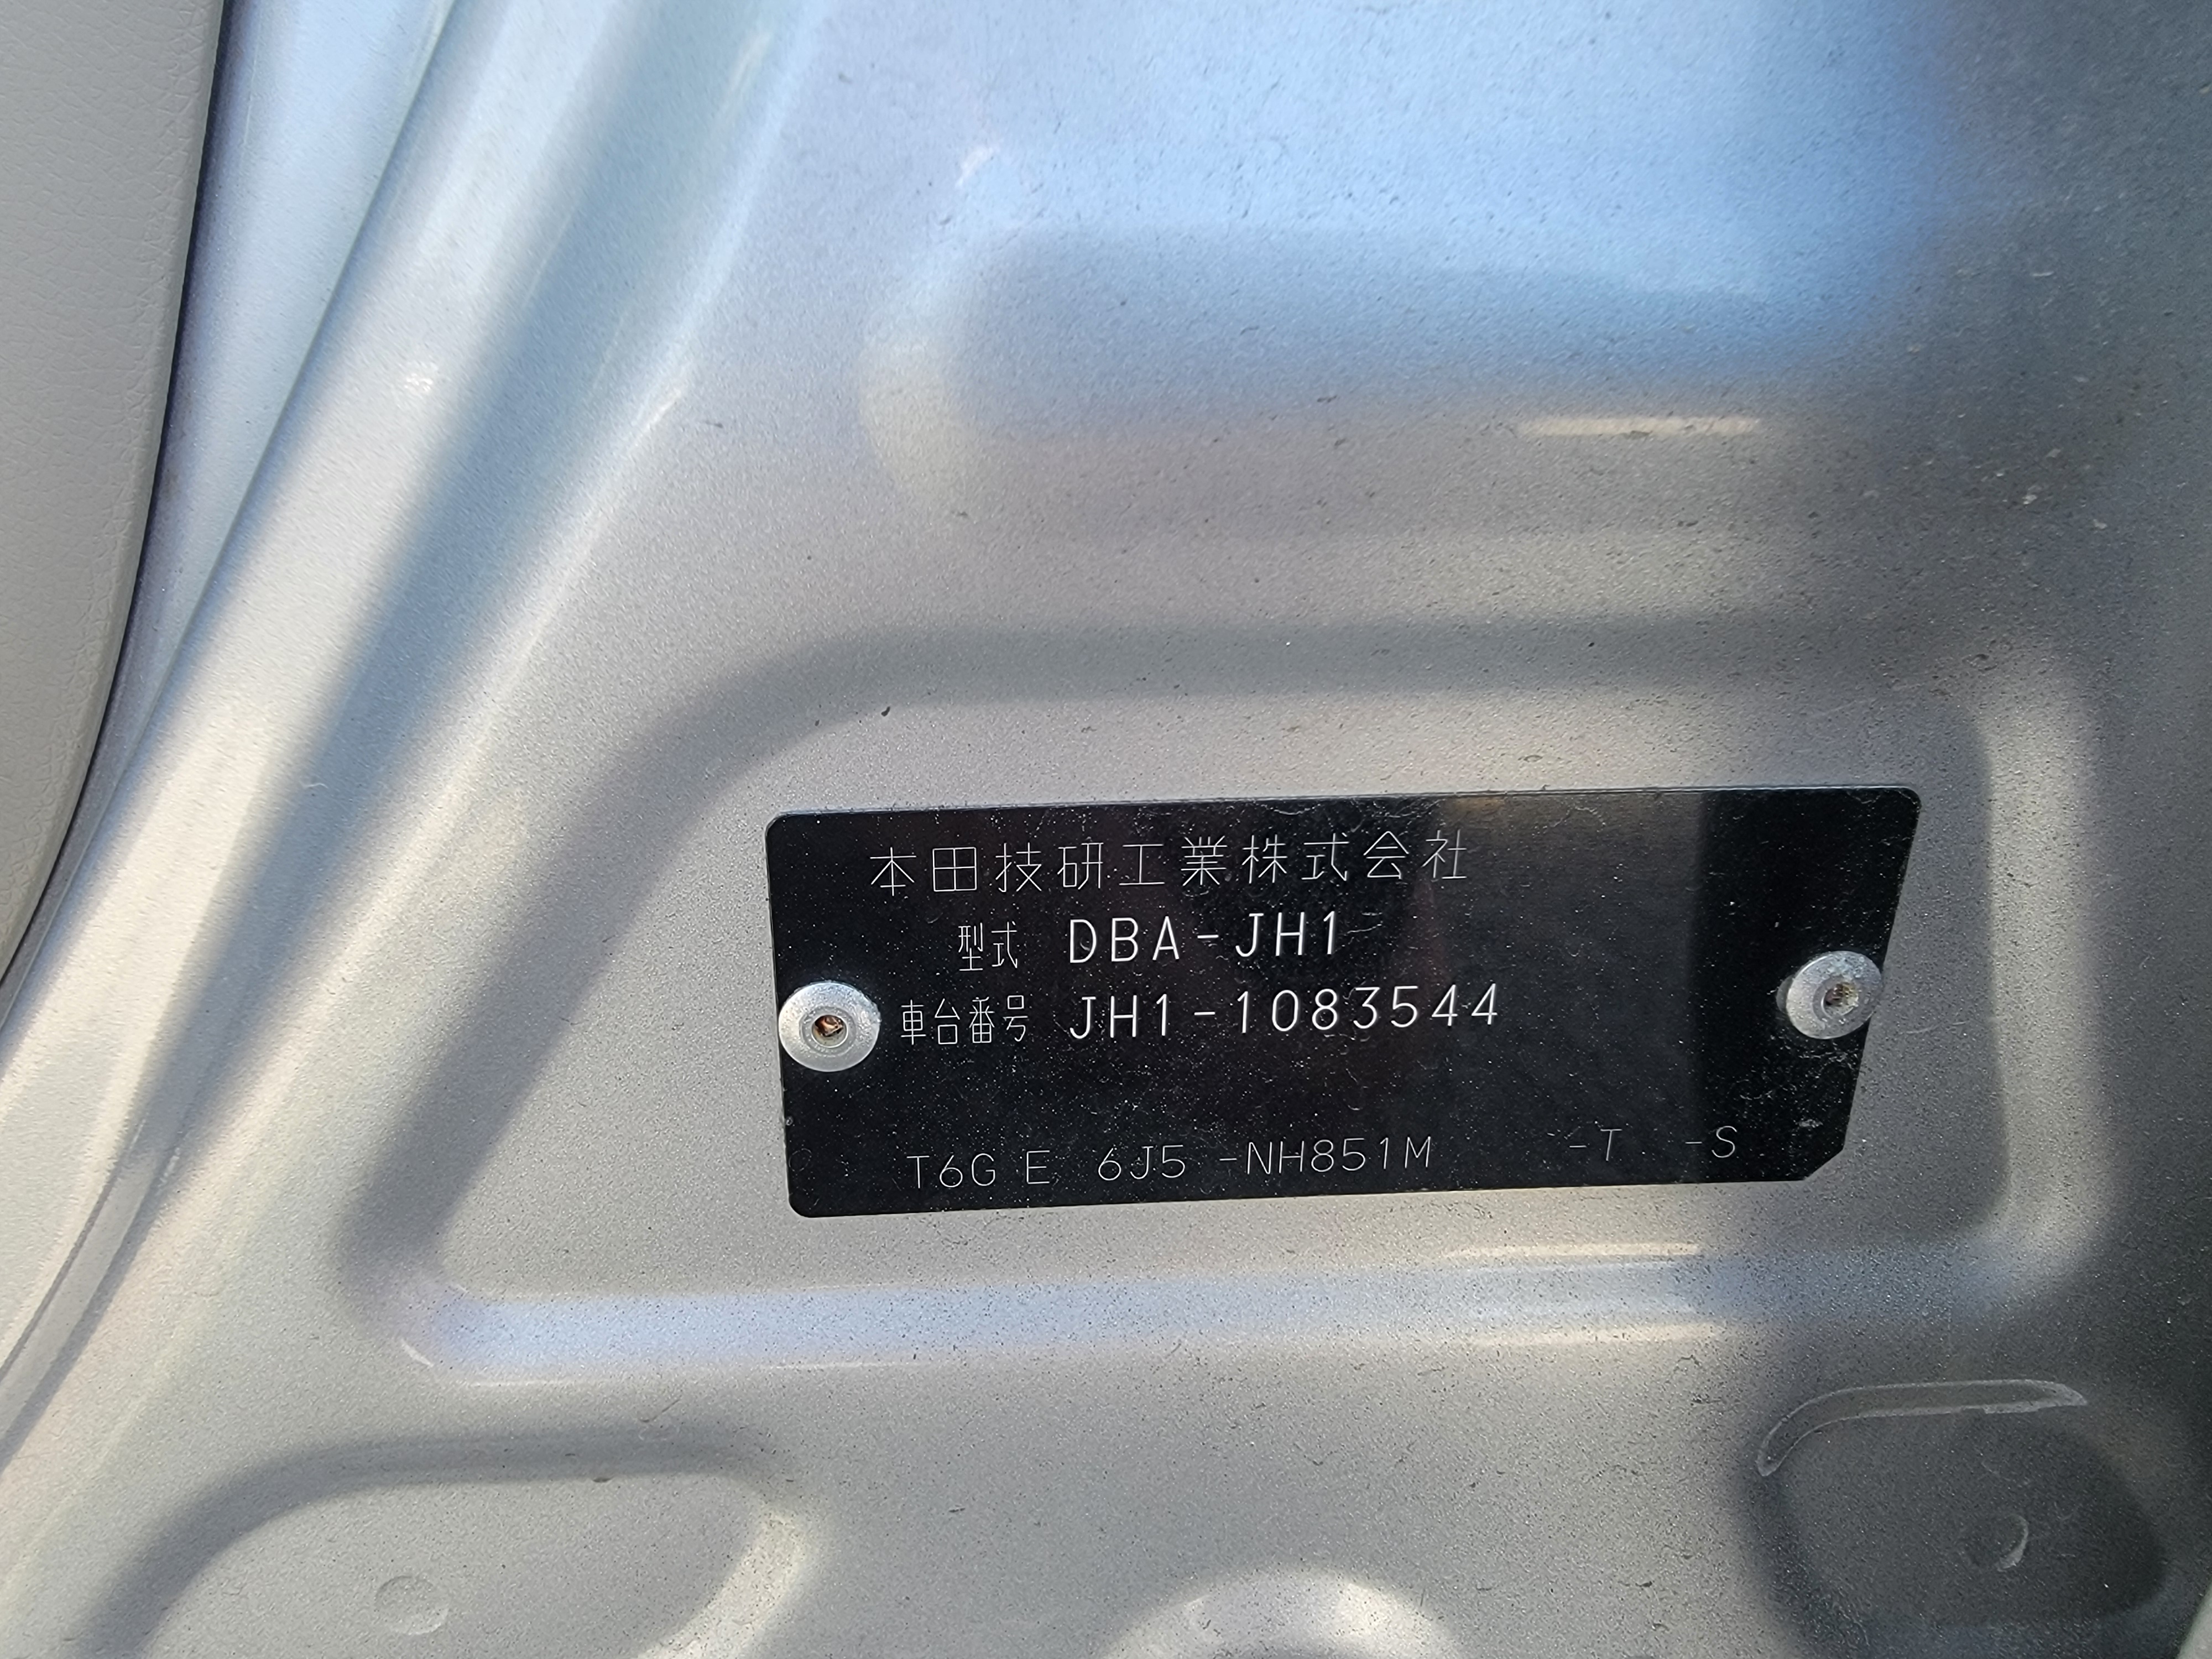 本田技研工業株式会社
型式 DBA-JH1
車台番号 JH1-1083544
T6G E 6J5 -NH851M -T -S